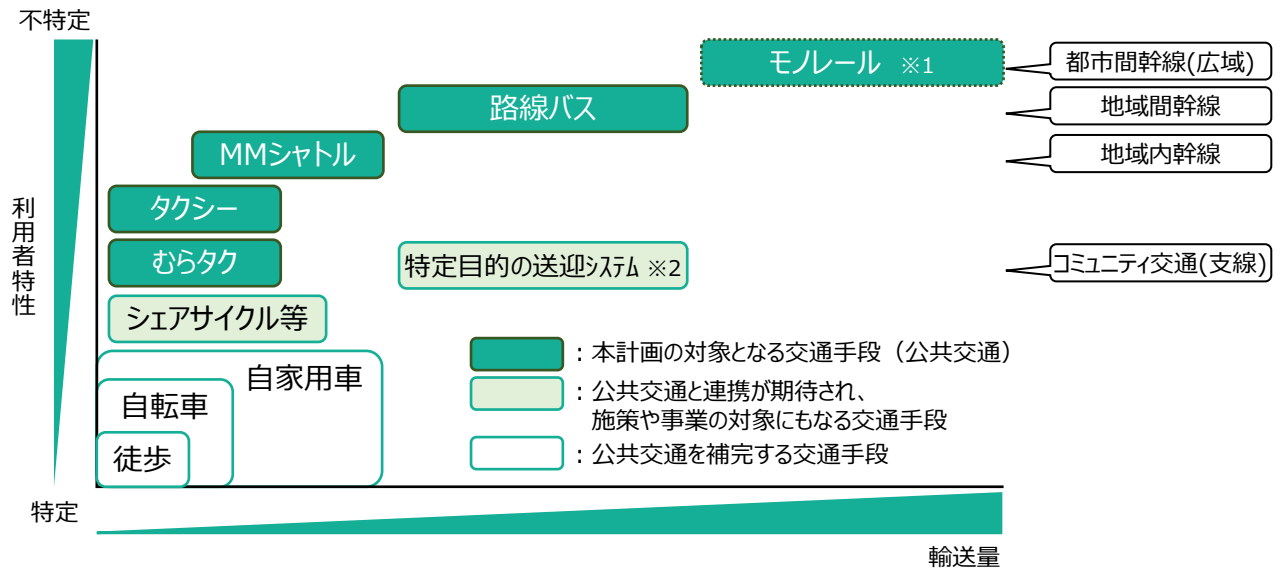 不特定
モノレール ※1
都市間幹線(広域)
路線バス
地域間幹線
MMシャトル
地域内幹線
タクシー
利用者特性
むらタク
特定目的の送迎システム ※2
コミュニティ交通(支線)
シェアサイクル等
：本計画の対象となる交通手段（公共交通）
自家用車
：公共交通と連携が期待され、
自転車
施策や事業の対象にもなる交通手段
徒歩
：公共交通を補完する交通手段
特定
輸送量